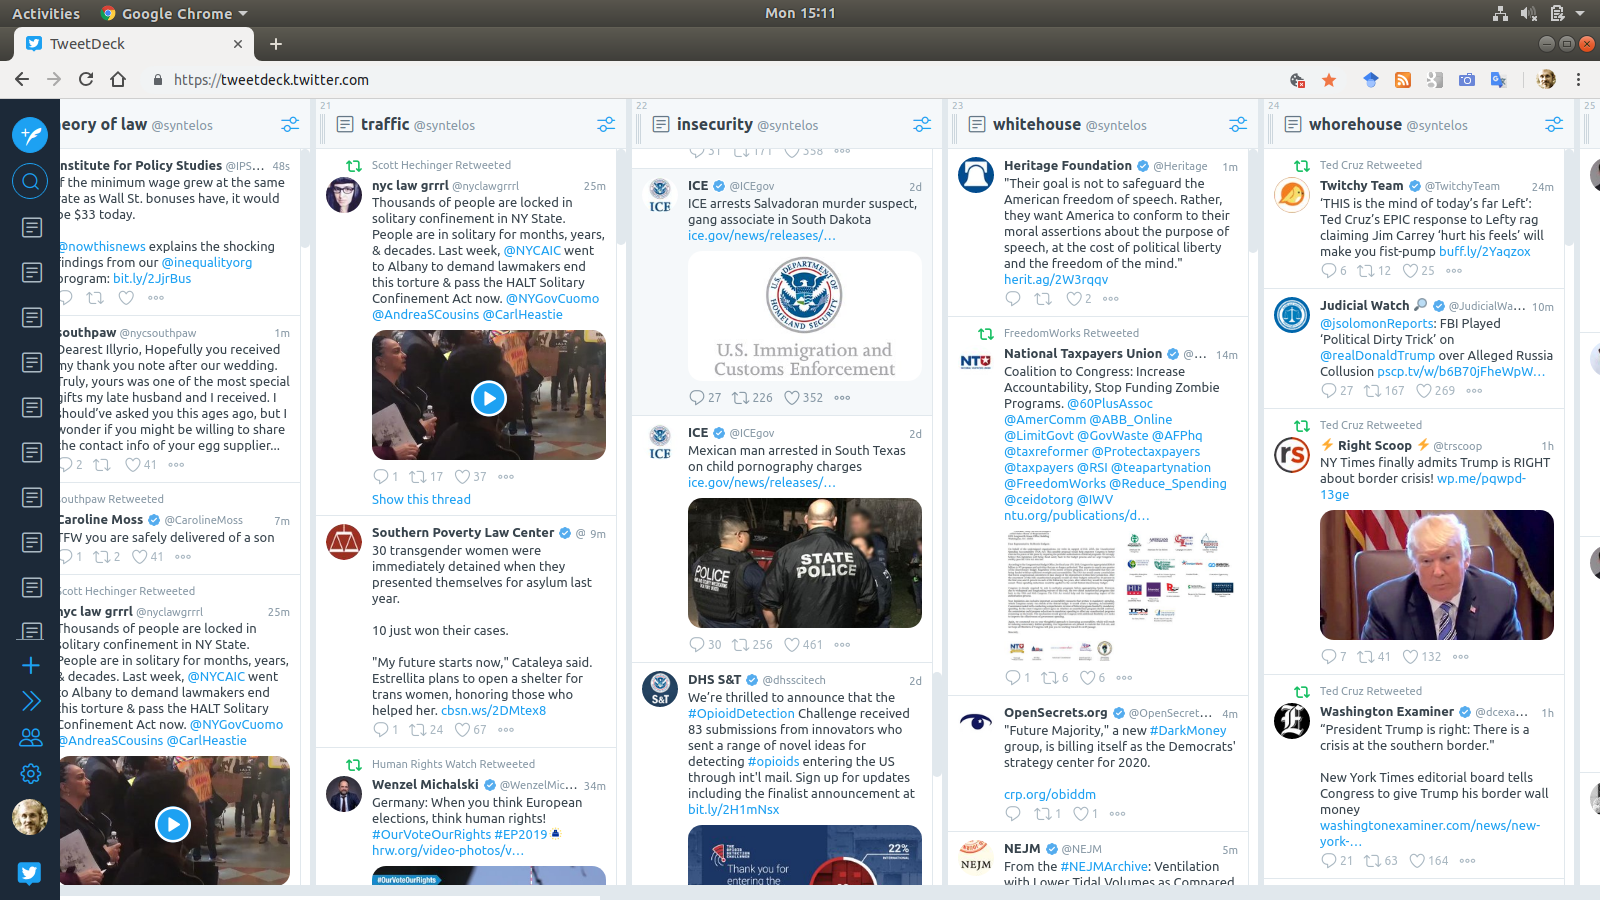 Activities
Google Chrome
Mon 15:11
TweetDeck
https://tweetdeck.twitter.com
eory of law @syntelos
nstitute for Policy Studies @IPS... 48s
f the minimum wage grew at the same
rate as Wall St. bonuses have, it would
be $33 today.
@nowthisnews explains the shocking
findings from our @inequalityorg
program: bit.ly/2JjrBus
southpaw @nycsouthpaw 1m
Dearest Illyrio, Hopefully you received
my thank you note after our wedding.
Truly, yours was one of the most special
gifts my late husband and I received. I
should've asked you this ages ago, but I
wonder if you might be willing to share
the contact info of your egg supplier...
2 41
southpaw Retweeted
Caroline Moss @CarolineMoss 7m
TFW you are safely delivered of a son
1 2 41
Scott Hechinger Retweeted
nyc law grrrl @nyclawgrrrl 25m
Thousands of people are locked in
solitary confinement in NY State.
People are in solitary for months, years,
& decades. Last week, @NYCAIC went
to Albany to demand lawmakers end
this torture & pass the HALT Solitary
Confinement Act now. @NYGovCuomo
@AndreaSCousins @CarlHeastie
21
traffic @syntelos
Scott Hechinger Retweeted
nyc law grrrl @nyclawgrrrl 25m
Thousands of people are locked in
solitary confinement in NY State.
People are in solitary for months, years,
& decades. Last week, @NYCAIC went
to Albany to demand lawmakers end
this torture & pass the HALT Solitary
Confinement Act now. @NYGovCuomo
@AndreaSCousins @CarlHeastie
1 17 37
Show this thread
Southern Poverty Law Center @ 9m
30 transgender women were
immediately detained when they
presented themselves for asylum last
year.
10 just won their cases.
"My future starts now," Cataleya said.
Estrellita plans to open a shelter for
trans women, honoring those who
helped her. cbsn.ws/2DMtex8
1 24 67
Human Rights Watch Retweeted
Wenzel Michalski @WenzelMic... 34m
Germany: When you think European
elections, think human rights!
#OurVoteOurRights #EP2019
hrw.org/video-photos/v...
#OurVoteOurRights
22
insecurity @syntelos
31 171 358
ICE @ICEgov 2d
ICE arrests Salvadoran murder suspect,
gang associate in South Dakota
ice.gov/news/releases/...
U.S. DEPARTMENT OF HOMELAND SECURITY
U.S. Immigration and
Customs Enforcement
27 226 352
ICE @ICEgov 2d
Mexican man arrested in South Texas
on child pornography charges
ice.gov/news/releases/...
POLICE
STATE
POLICE
30 256 461
DHS S&T @dhsscitech 2d
We're thrilled to announce that the
#OpioidDetection Challenge received
83 submissions from innovators who
sent a range of novel ideas for
detecting #opioids entering the US
through int'l mail. Sign up for updates
including the finalist announcement at
bit.ly/2H1mNsx
Thank you for
entering the
22%
INTERNATIONAL
23
whitehouse @syntelos
Heritage Foundation @Heritage 1m
"Their goal is not to safeguard the
American freedom of speech. Rather,
they want America to conform to their
moral assertions about the purpose of
speech, at the cost of political liberty
and the freedom of the mind."
herit.ag/2W3rqqv
2
FreedomWorks Retweeted
National Taxpayers Union @... 14m
Coalition to Congress: Increase
Accountability, Stop Funding Zombie
Programs. @60PlusAssoc
@AmerComm @ABB_Online
@LimitGovt @GovWaste @AFPhq
@taxreformer @Protectaxpayers
@taxpayers @RSI @teapartynation
@FreedomWorks @Reduce_Spending
@ceidotorg @IWV
ntu.org/publications/d...
1 6 6
OpenSecrets.org @OpenSecret... 4m
"Future Majority," a new #DarkMoney
group, is billing itself as the Democrats'
strategy center for 2020.
crp.org/obiddm
1 1
NEJM @NEJM 5m
From the #NEJMArchive: Ventilation
with Lower Tidal Volumes as Compared
24
whorehouse @syntelos
Ted Cruz Retweeted
Twitchy Team @TwitchyTeam 24m
'THIS is the mind of today's far Left':
Ted Cruz's EPIC response to Lefty rag
claiming Jim Carrey 'hurt his feels' will
make you fist-pump buff.ly/2Yaqzox
6 12 25
Judicial Watch @JudicialWa... 10m
@jsolomonReports: FBI Played
'Political Dirty Trick' on
@realDonaldTrump over Alleged Russia
Collusion pscp.tv/w/b6B70jFheWpW...
27 167 269
Ted Cruz Retweeted
Right Scoop @trscoop 1h
NY Times finally admits Trump is RIGHT
about border crisis! wp.me/pqwpd-
13ge
7 41 132
Ted Cruz Retweeted
Washington Examiner @dcexa... 1h
"President Trump is right: There is a
crisis at the southern border."
New York Times editorial board tells
Congress to give Trump his border wall
money
washingtonexaminer.com/news/new-
york-...
21 63 164
25